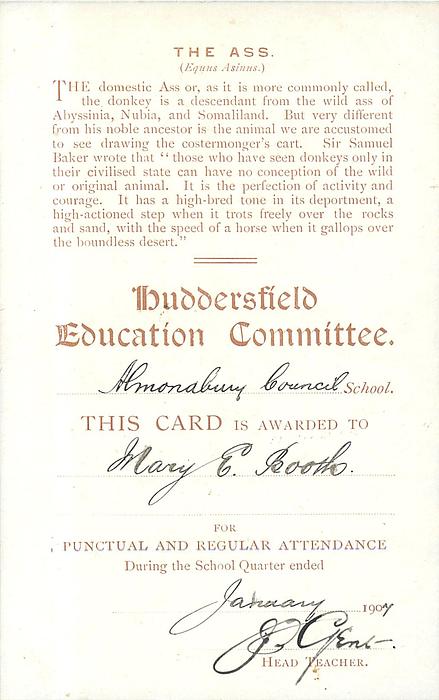 THE ASS.
(Equus Asinus.)
THE domestic Ass or, as it is more commonly called,
the donkey is a descendant from the wild ass of
Abyssinia, Nubia, and Somaliland. But very different
from his noble ancestor is the animal we are accustomed
to see drawing the costermonger's cart. Sir Samuel
Baker wrote that "those who have seen donkeys only in
their civilised state can have no conception of the wild
or original animal. It is the perfection of activity and
courage. It has a high-bred tone in its deportment, a
high-actioned step when it trots freely over the rocks
and sand, with the speed of a horse when it gallops over
the boundless desert."
Huddersfield
Education Committee.
Almondbury Council School.
THIS CARD IS AWARDED TO
Mary E. Booth.
FOR
PUNCTUAL AND REGULAR ATTENDANCE
During the School Quarter ended
January 1907
Gent.
HEAD TEACHER.